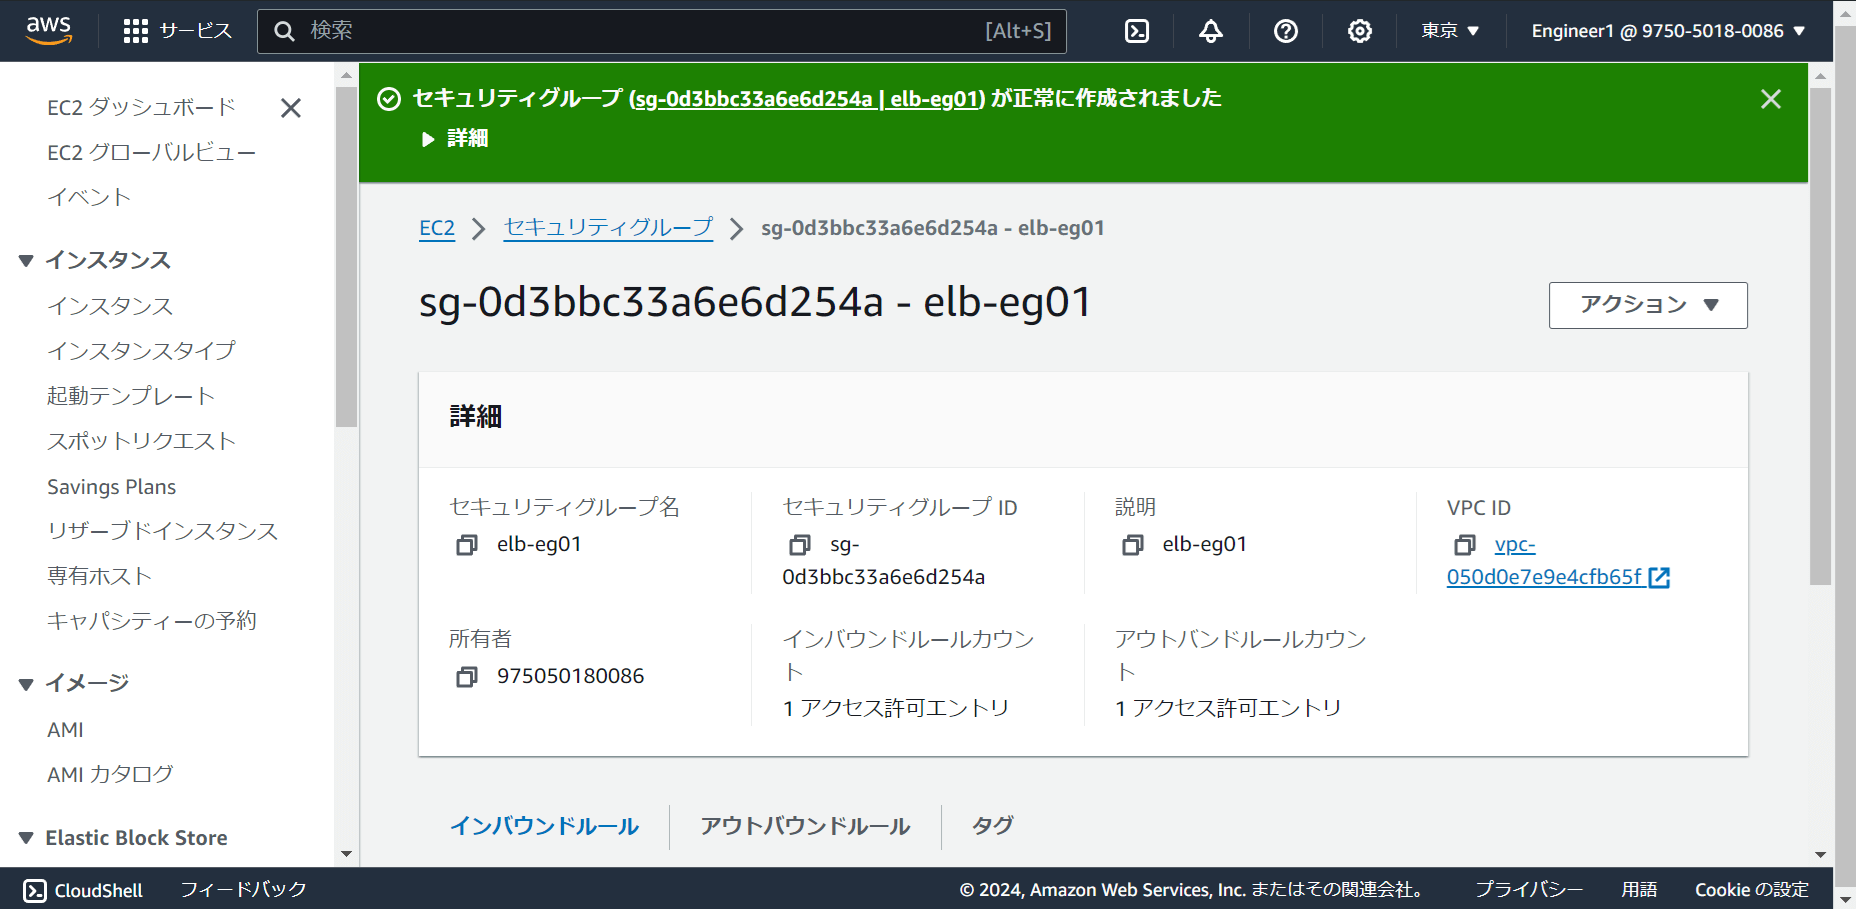 aws
サービス
検索
[Alt+S]
東京
Engineer1 @ 9750-5018-0086
EC2 ダッシュボード
EC2 グローバルビュー
イベント
インスタンス
インスタンス
インスタンスタイプ
起動テンプレート
スポットリクエスト
Savings Plans
リザーブドインスタンス
専有ホスト
キャパシティーの予約
イメージ
AMI
AMI カタログ
Elastic Block Store
セキュリティグループ (sg-0d3bbc33a6e6d254a | elb-eg01) が正常に作成されました
詳細
EC2 > セキュリティグループ > sg-0d3bbc33a6e6d254a - elb-eg01
sg-0d3bbc33a6e6d254a - elb-eg01
アクション
詳細
セキュリティグループ名
elb-eg01
セキュリティグループ ID
sg-
0d3bbc33a6e6d254a
説明
elb-eg01
VPC ID
vpc-
050d0e7e9e4cfb65f
所有者
975050180086
インバウンドルールカウン
ト
1 アクセス許可エントリ
アウトバンドルールカウン
ト
1 アクセス許可エントリ
インバウンドルール
アウトバウンドルール
タグ
CloudShell
フィードバック
© 2024, Amazon Web Services, Inc. またはその関連会社。
プライバシー
用語
Cookie の設定